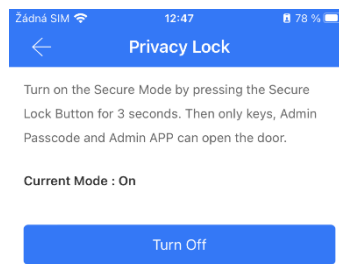 Žádná SIM 12:47 78 %
Privacy Lock
Turn on the Secure Mode by pressing the Secure
Lock Button for 3 seconds. Then only keys, Admin
Passcode and Admin APP can open the door.
Current Mode : On
Turn Off